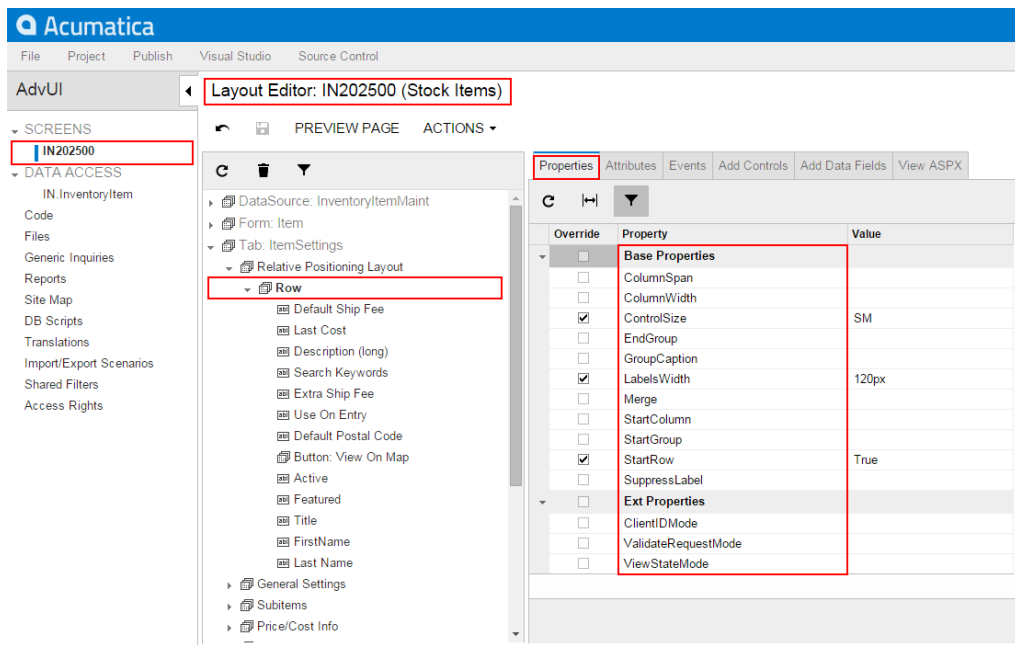 Acumatica
File Project Publish Visual Studio Source Control
AdvUI
Layout Editor: IN202500 (Stock Items)
PREVIEW PAGE ACTIONS
SCREENS
IN202500
DATA ACCESS
IN.InventoryItem
Code
Files
Generic Inquiries
Reports
Site Map
DB Scripts
Translations
Import/Export Scenarios
Shared Filters
Access Rights
DataSource: InventoryItemMaint
Form: Item
Tab: ItemSettings
Relative Positioning Layout
Row
Default Ship Fee
Last Cost
Description (long)
Search Keywords
Extra Ship Fee
Use On Entry
Default Postal Code
Button: View On Map
Active
Featured
Title
FirstName
Last Name
General Settings
Subitems
Price/Cost Info
Properties Attributes Events Add Controls Add Data Fields View ASPX
Override Property Value
Base Properties
ColumnSpan
ColumnWidth
ControlSize SM
EndGroup
GroupCaption
LabelsWidth 120px
Merge
StartColumn
StartGroup
StartRow True
SuppressLabel
Ext Properties
ClientIDMode
ValidateRequestMode
ViewStateMode